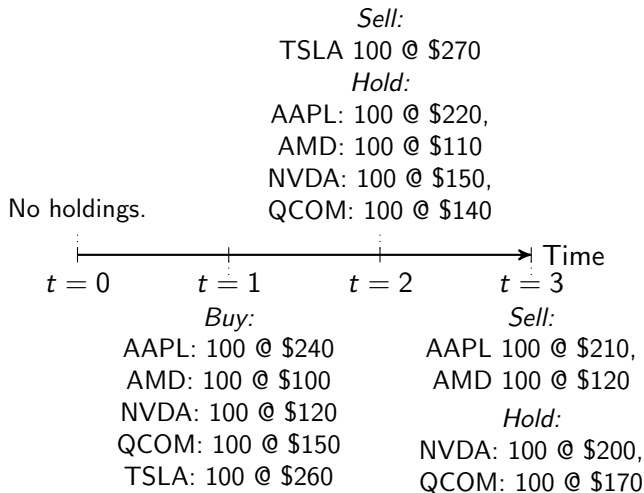 Sell:
TSLA 100 @ $270
Hold:
AAPL: 100 @ $220,
AMD: 100 @ $110
NVDA: 100 @ $150,
QCOM: 100 @ $140
No holdings.
Time
t = 0
t = 1
t = 2
t = 3
Buy:
AAPL: 100 @ $240
AMD: 100 @ $100
NVDA: 100 @ $120
QCOM: 100 @ $150
TSLA: 100 @ $260
Sell:
AAPL 100 @ $210,
AMD 100 @ $120
Hold:
NVDA: 100 @ $200,
QCOM: 100 @ $170